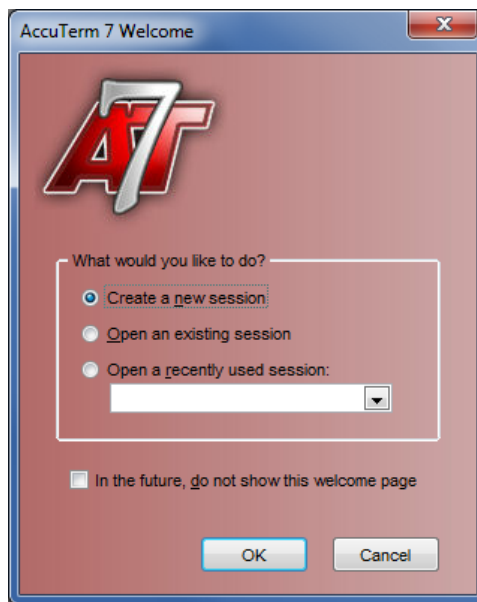 AccuTerm 7 Welcome
A7T
What would you like to do?
Create a new session
Open an existing session
Open a recently used session:
In the future, do not show this welcome page
OK
Cancel